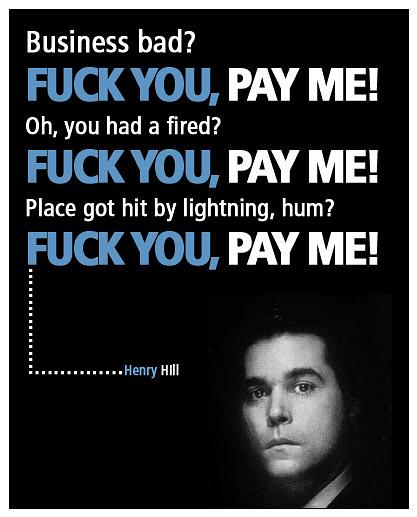 Business bad?
FUCK YOU, PAY ME!
Oh, you had a fired?
FUCK YOU, PAY ME!
Place got hit by lightning, hum?
FUCK YOU, PAY ME!
Henry Hill